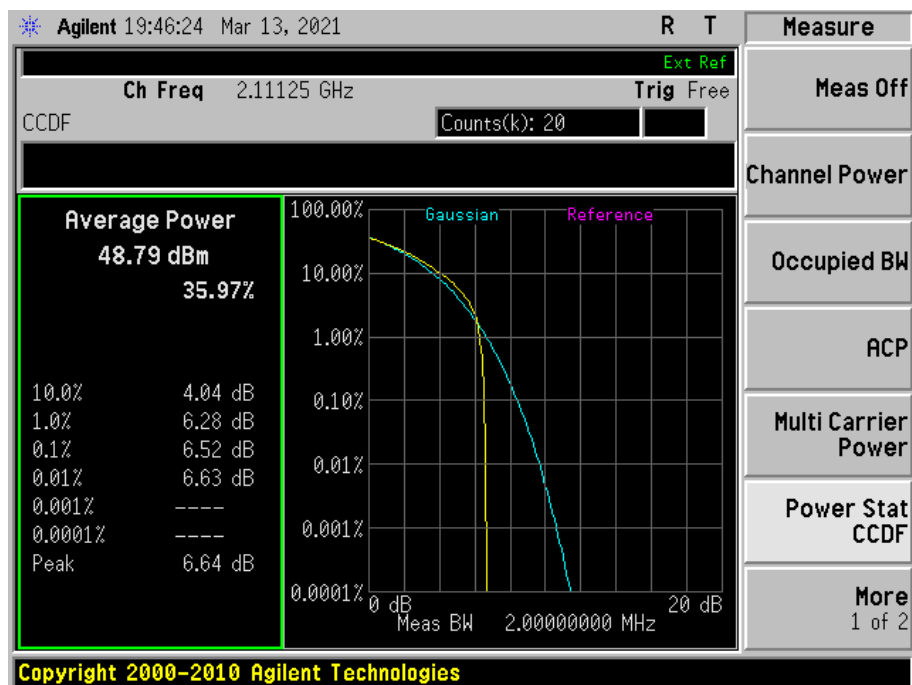 Agilent 19:46:24 Mar 13, 2021 R T
Ext Ref
Ch Freq 2.11125 GHz Trig Free
CCDF Counts(k): 20
Average Power
48.79 dBm
35.97%
10.0% 4.04 dB
1.0% 6.28 dB
0.1% 6.52 dB
0.01% 6.63 dB
0.001% ----
0.0001% ----
Peak 6.64 dB
100.00% Gaussian Reference
10.00%
1.00%
0.10%
0.01%
0.001%
0.0001%
0 dB 20 dB
Meas BW 2.00000000 MHz
Measure
Meas Off
Channel Power
Occupied BW
ACP
Multi Carrier
Power
Power Stat
CCDF
More
1 of 2
Copyright 2000-2010 Agilent Technologies